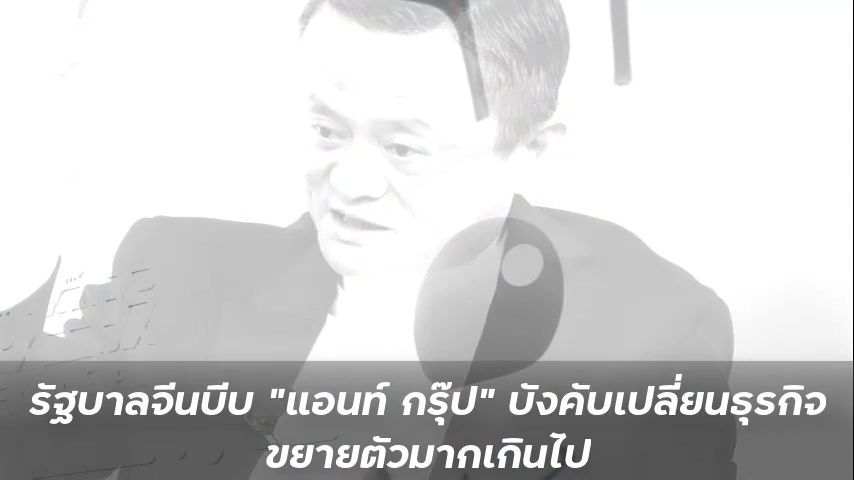 รัฐบาลจีนบีบ "แอนท์ กรุ๊ป" บังคับเปลี่ยนธุรกิจ
ขยายตัวมากเกินไป